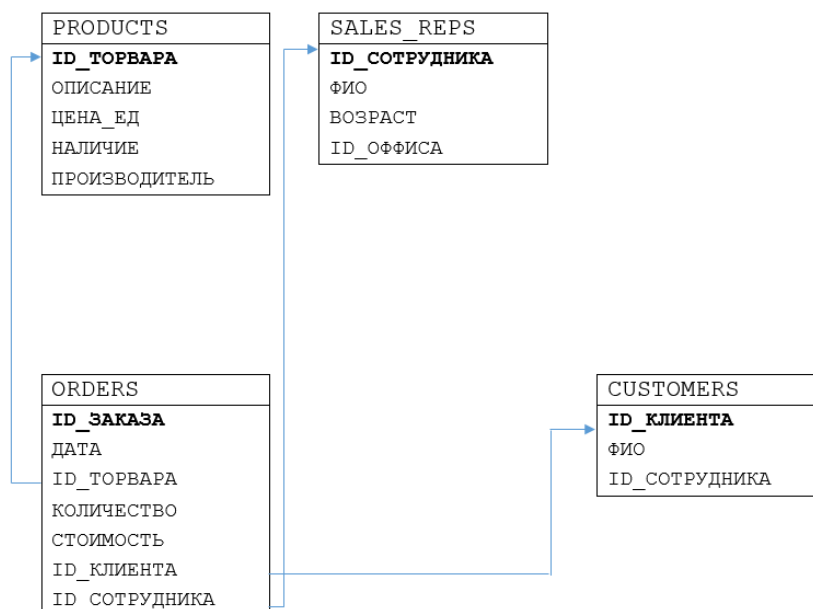 PRODUCTS
ID_ТОРВАРА
ОПИСАНИЕ
ЦЕНА_ЕД
НАЛИЧИЕ
ПРОИЗВОДИТЕЛЬ
SALES_REPS
ID_СОТРУДНИКА
ФИО
ВОЗРАСТ
ID_ОФФИСА
ORDERS
ID_ЗАКАЗА
ДАТА
ID_ТОРВАРА
КОЛИЧЕСТВО
СТОИМОСТЬ
ID_КЛИЕНТА
ID_СОТРУДНИКА
CUSTOMERS
ID_КЛИЕНТА
ФИО
ID_СОТРУДНИКА